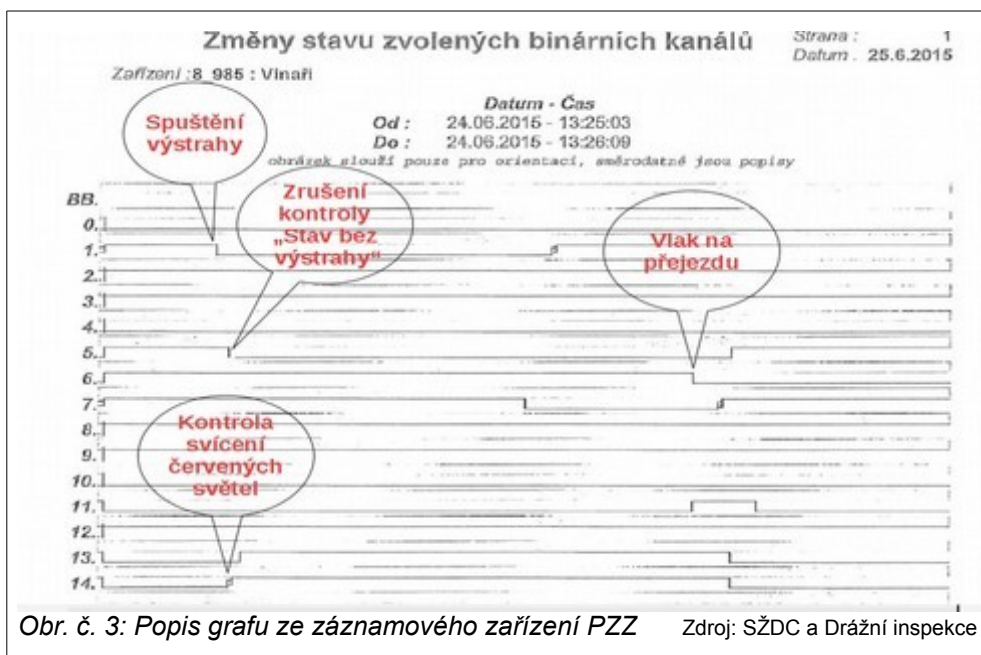 Změny stavu zvolených binárních kanálů
Strana : 1
Datum . 25.6.2015
Zařízení :8_985 : Vinaři
Datum - Čas
Od : 24.06.2015 - 13:25:03
Do : 24.06.2015 - 13:26:09
obrázek slouží pouze pro orientaci, směrodatné jsou popisy
Spuštění
výstrahy
Zrušení
kontroly
„Stav bez
výstrahy“
Vlak na
přejezdu
Kontrola
svícení
červených
světel
BB.
0.
1.
2.
3.
4.
5.
6.
7.
8.
9.
10.
11.
12.
13.
14.
Obr. č. 3: Popis grafu ze záznamového zařízení PZZ
Zdroj: SŽDC a Drážní inspekce